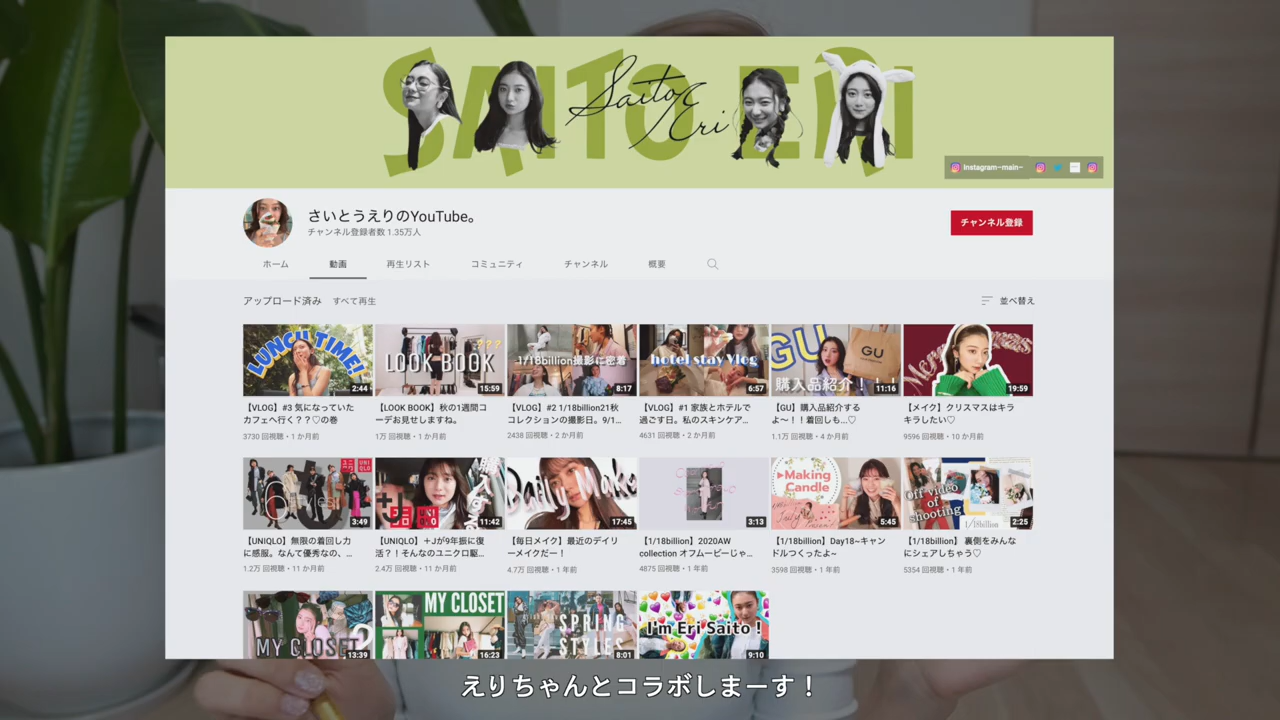 SAITO ERI
Saito Eri
Instagram-main-
さいとうえりのYouTube。
チャンネル登録者数 1.35万人
チャンネル登録
ホーム
動画
再生リスト
コミュニティ
チャンネル
概要
アップロード済み
すべて再生
並べ替え
LUNCH TIME!
2:44
LOOK BOOK
???
15:59
1/18billion撮影に密着
8:17
hotel stay Vlog
6:57
GU
GU
購入品紹介！！
11:16
19:59
【VLOG】#3 気になっていた
カフェへ行く？？♡の巻
3730 回視聴・1 か月前
【LOOK BOOK】秋の1週間コ
ーデお見せしますね。
1万 回視聴・1 か月前
【VLOG】#2 1/18billion21秋
コレクションの撮影日。9/1...
2438 回視聴・2 か月前
【VLOG】#1 家族とホテルで
過ごす日。私のスキンケア...
4631 回視聴・2 か月前
【GU】購入品紹介する
よ〜！！着回しも...♡
1.1万 回視聴・4 か月前
【メイク】クリスマスはキラ
キラしたい♡
9596 回視聴・10 か月前
3:49
11:42
Daily Make
17:45
3:13
Making
Candle
5:45
Off video
of
shooting
1/18billion
2:25
【UNIQLO】無限の着回し力
に感服。なんて優秀なの、...
1.2万 回視聴・11 か月前
【UNIQLO】＋Jが9年振に復
活？！そんなのユニクロ駆...
2.4万 回視聴・11 か月前
【毎日メイク】最近のデイリ
ーメイクだー！
4.7万 回視聴・1 年前
【1/18billion】2020AW
collection オフムービーじゃ...
4875 回視聴・1 年前
【1/18billion】Day18~キャン
ドルつくったよ~
3598 回視聴・1 年前
【1/18billion】 裏側をみんな
にシェアしちゃう♡
5354 回視聴・1 年前
MY CLOSET
13:39
MY CLOSET
16:23
SPRING
STYLES
8:01
I'm Eri Saito !
9:10
えりちゃんとコラボしまーす！